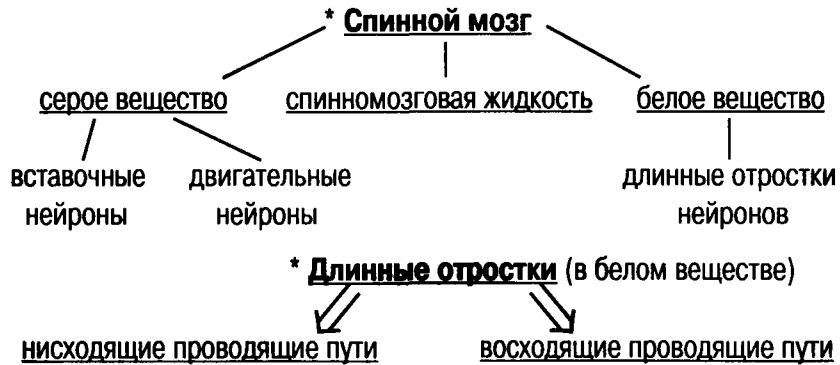 * Спинной мозг
серое вещество спинномозговая жидкость белое вещество
вставочные двигательные длинные отростки
нейроны нейроны нейронов
* Длинные отростки (в белом веществе)
нисходящие проводящие пути восходящие проводящие пути